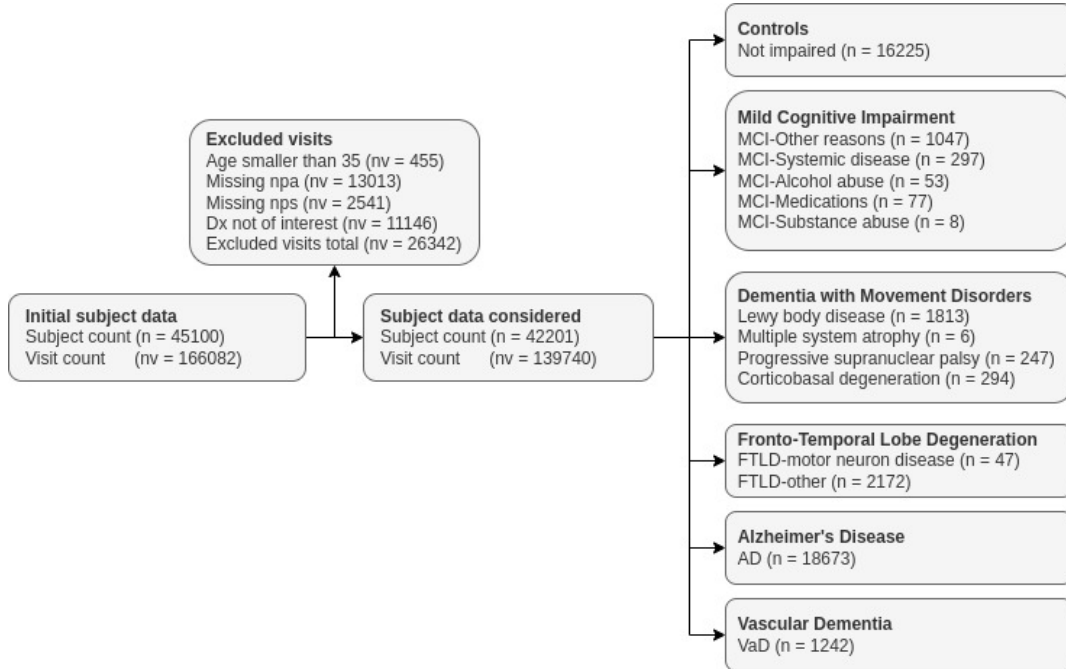 Initial subject data
Subject count (n = 45100)
Visit count (nv = 166082)
Excluded visits
Age smaller than 35 (nv = 455)
Missing npa (nv = 13013)
Missing nps (nv = 2541)
Dx not of interest (nv = 11146)
Excluded visits total (nv = 26342)
Subject data considered
Subject count (n = 42201)
Visit count (nv = 139740)
Controls
Not impaired (n = 16225)
Mild Cognitive Impairment
MCI-Other reasons (n = 1047)
MCI-Systemic disease (n = 297)
MCI-Alcohol abuse (n = 53)
MCI-Medications (n = 77)
MCI-Substance abuse (n = 8)
Dementia with Movement Disorders
Lewy body disease (n = 1813)
Multiple system atrophy (n = 6)
Progressive supranuclear palsy (n = 247)
Corticobasal degeneration (n = 294)
Fronto-Temporal Lobe Degeneration
FTLD-motor neuron disease (n = 47)
FTLD-other (n = 2172)
Alzheimer's Disease
AD (n = 18673)
Vascular Dementia
VaD (n = 1242)